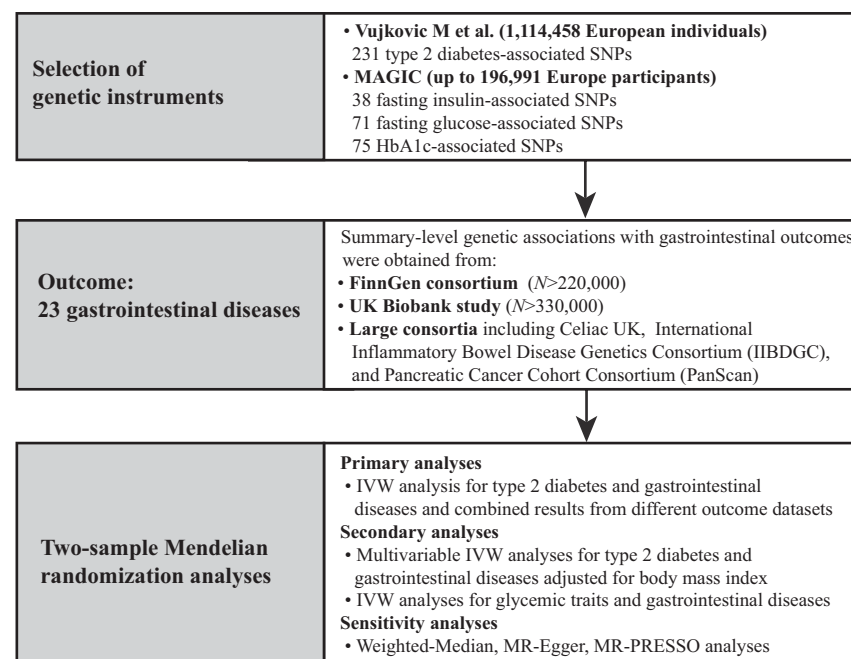 Selection of
genetic instruments
• Vujkovic M et al. (1,114,458 European individuals)
231 type 2 diabetes-associated SNPs
• MAGIC (up to 196,991 Europe participants)
38 fasting insulin-associated SNPs
71 fasting glucose-associated SNPs
75 HbA1c-associated SNPs
Outcome:
23 gastrointestinal diseases
Summary-level genetic associations with gastrointestinal outcomes
were obtained from:
• FinnGen consortium (N>220,000)
• UK Biobank study (N>330,000)
• Large consortia including Celiac UK, International
Inflammatory Bowel Disease Genetics Consortium (IIBDGC),
and Pancreatic Cancer Cohort Consortium (PanScan)
Two-sample Mendelian
randomization analyses
Primary analyses
• IVW analysis for type 2 diabetes and gastrointestinal
diseases and combined results from different outcome datasets
Secondary analyses
• Multivariable IVW analyses for type 2 diabetes and
gastrointestinal diseases adjusted for body mass index
• IVW analyses for glycemic traits and gastrointestinal diseases
Sensitivity analyses
• Weighted-Median, MR-Egger, MR-PRESSO analyses